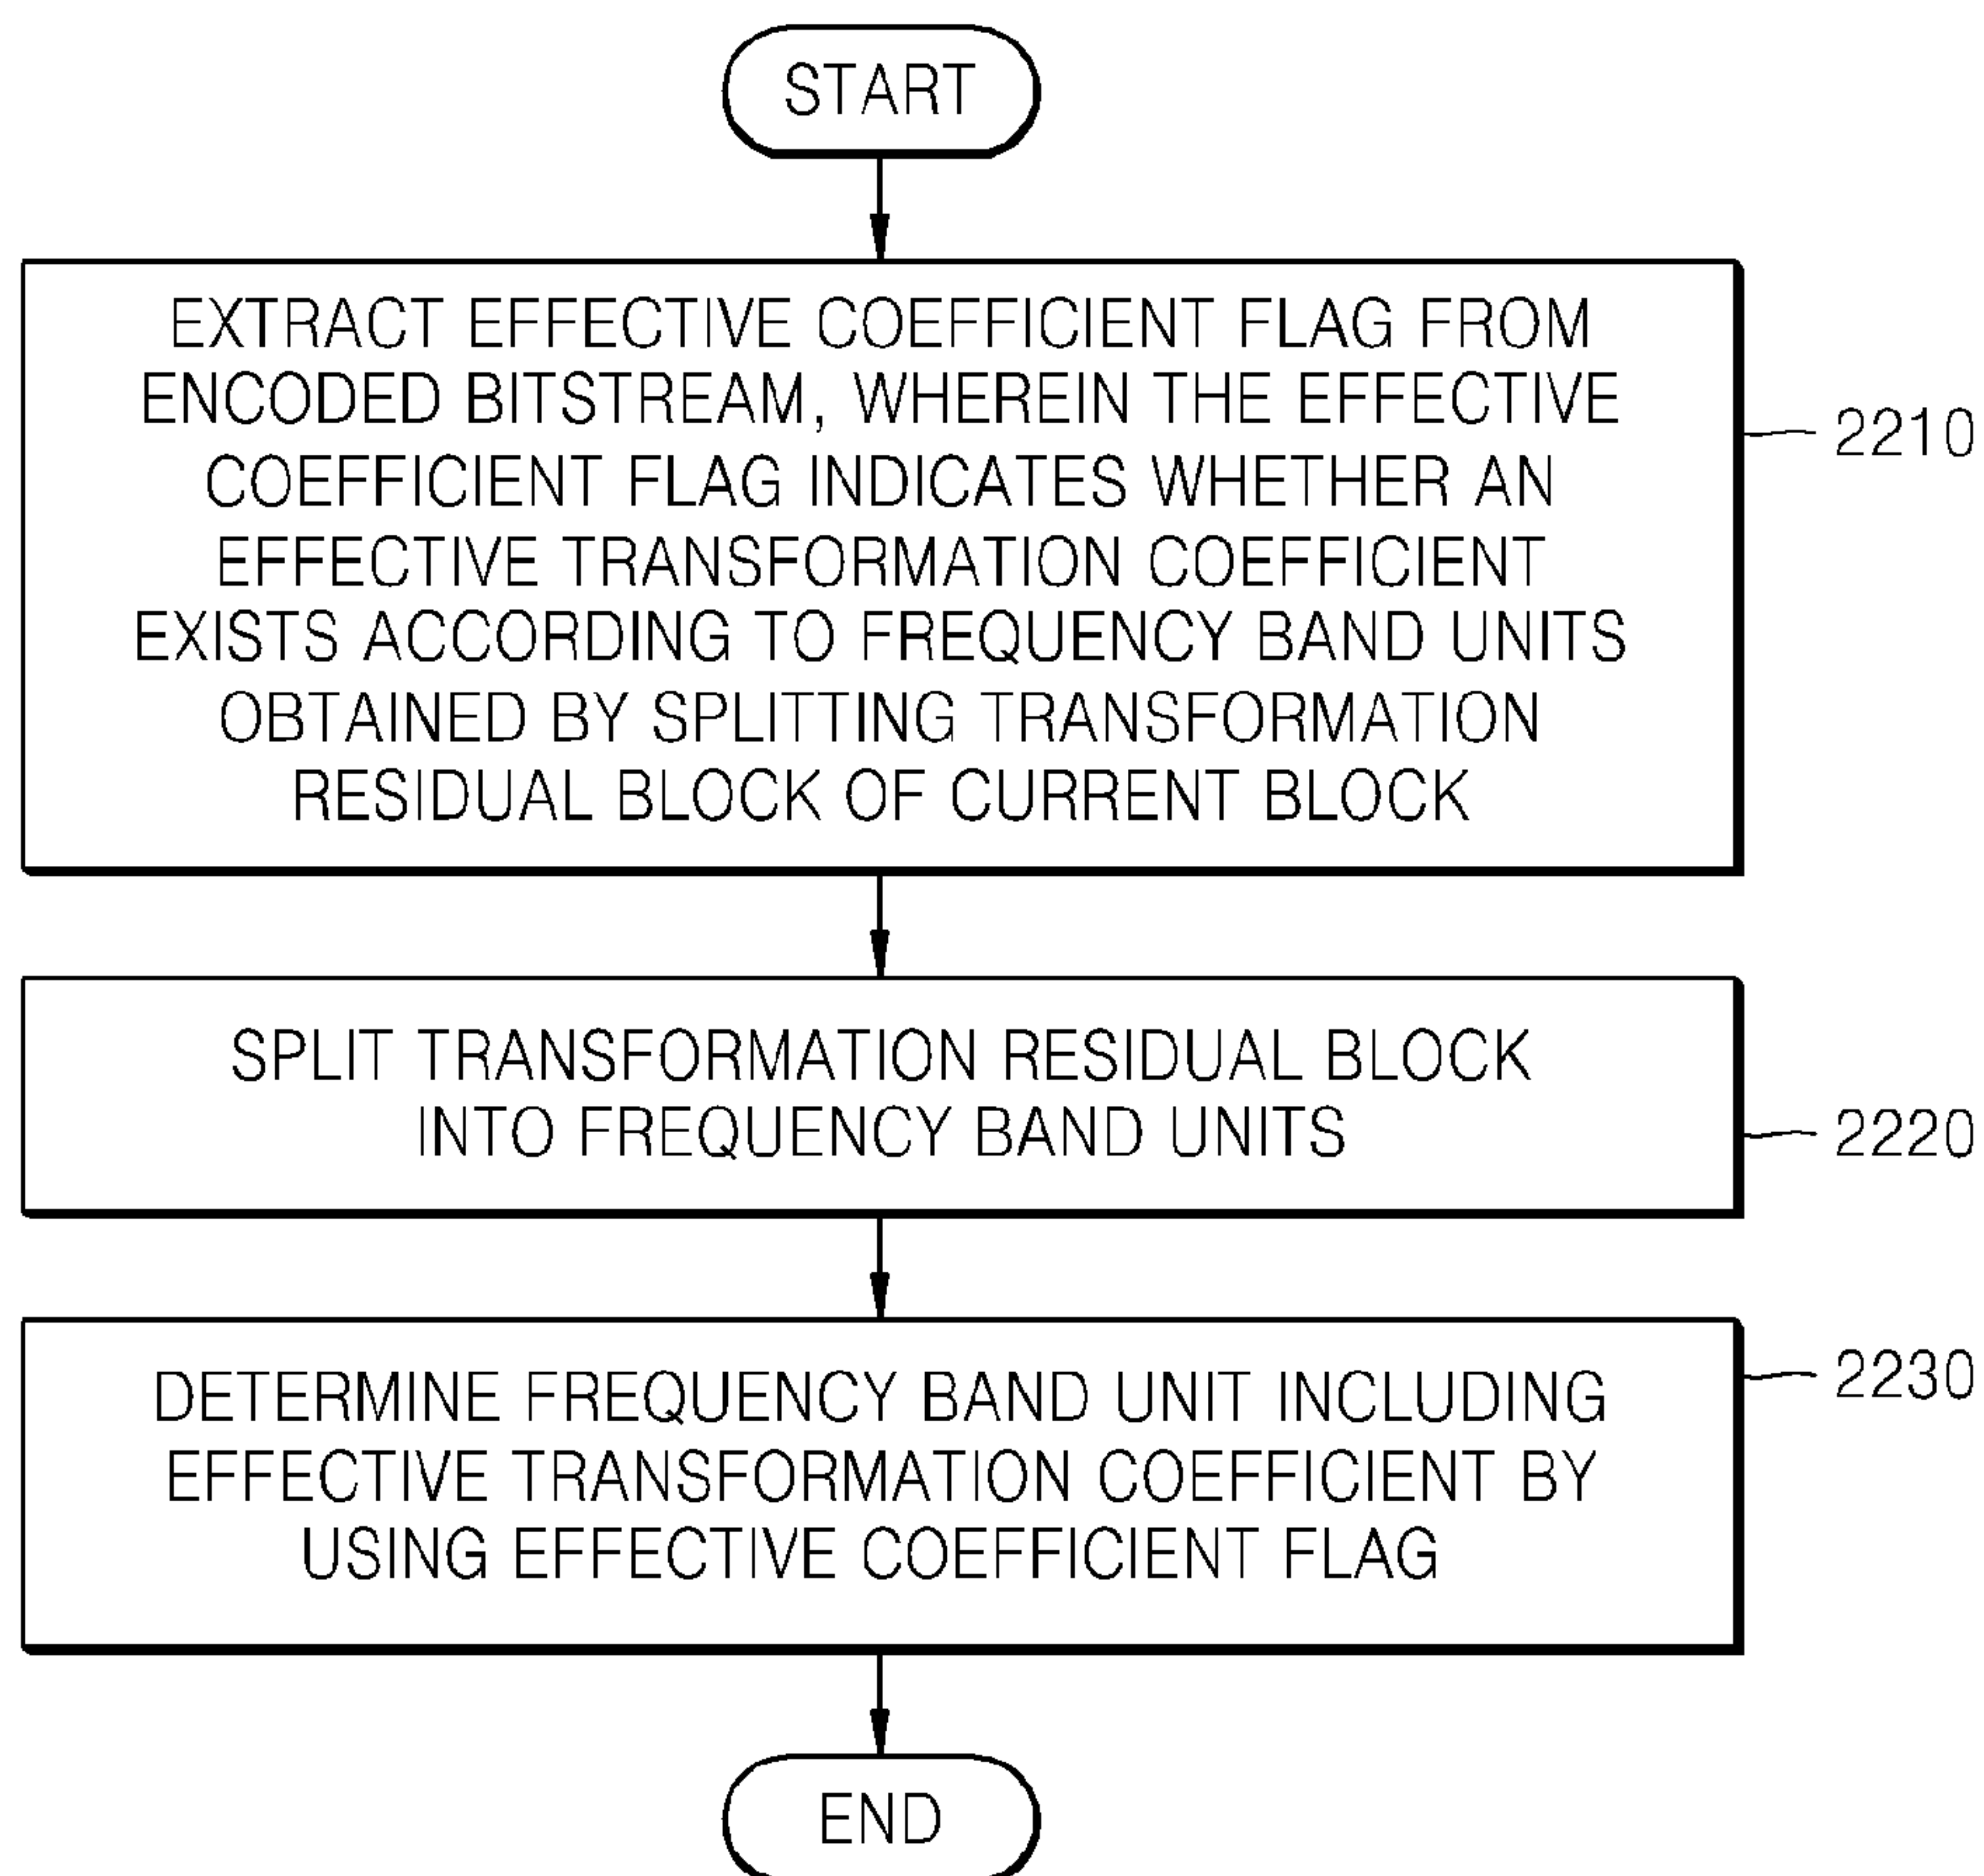 START
EXTRACT EFFECTIVE COEFFICIENT FLAG FROM
ENCODED BITSTREAM, WHEREIN THE EFFECTIVE
COEFFICIENT FLAG INDICATES WHETHER AN
EFFECTIVE TRANSFORMATION COEFFICIENT
EXISTS ACCORDING TO FREQUENCY BAND UNITS
OBTAINED BY SPLITTING TRANSFORMATION
RESIDUAL BLOCK OF CURRENT BLOCK
2210
SPLIT TRANSFORMATION RESIDUAL BLOCK
INTO FREQUENCY BAND UNITS
2220
DETERMINE FREQUENCY BAND UNIT INCLUDING
EFFECTIVE TRANSFORMATION COEFFICIENT BY
USING EFFECTIVE COEFFICIENT FLAG
2230
END